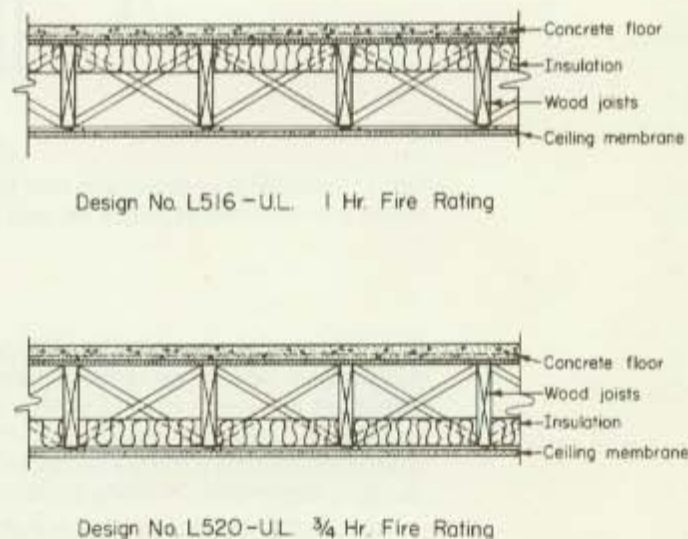 Concrete floor
Insulation
Wood joists
Ceiling membrane
Design No. L516-U.L. 1 Hr. Fire Rating
Concrete floor
Wood joists
Insulation
Ceiling membrane
Design No. L520-U.L. 3/4 Hr. Fire Rating